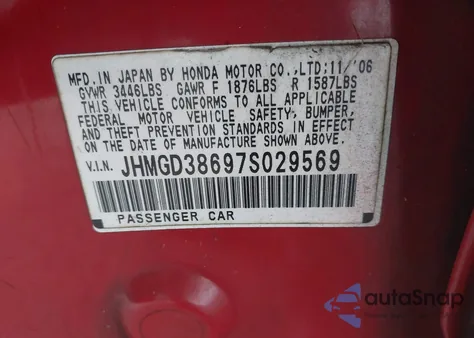 MFD. IN JAPAN BY HONDA MOTOR CO.,LTD:11/'06
GVWR 3446LBS GAWR F 1876LBS R 1587LBS
THIS VEHICLE CONFORMS TO ALL APPLICABLE
FEDERAL MOTOR VEHICLE SAFETY, BUMPER, AND
THEFT PREVENTION STANDARDS IN EFFECT
ON THE DATE OF MANUFACTURE SHOWN ABOVE.
V.I.N. JHMGD38697S029569
PASSENGER CAR
autoSnap